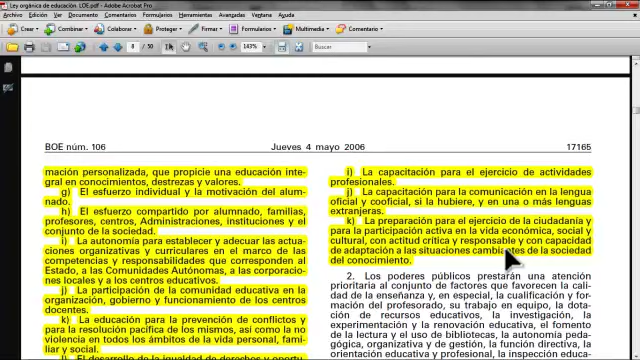 Ley orgánica de educación LOE.pdf - Adobe Acrobat Pro
Archivo Edición Ver Documento Comentarios Formularios Herramientas Avanzadas Ventana Ayuda
Crear Combinar Colaborar Proteger Firmar Formularios Multimedia Comentario
8 / 50 149% Buscar
BOE núm. 106 Jueves 4 mayo 2006 17165
mación personalizada, que propicie una educación inte-
gral en conocimientos, destrezas y valores.
g) El esfuerzo individual y la motivación del alum-
nado.
h) El esfuerzo compartido por alumnado, familias,
profesores, centros, Administraciones, instituciones y el
conjunto de la sociedad.
i) La autonomía para establecer y adecuar las actua-
ciones organizativas y curriculares en el marco de las
competencias y responsabilidades que corresponden al
Estado, a las Comunidades Autónomas, a las corporacio-
nes locales y a los centros educativos.
j) La participación de la comunidad educativa en la
organización, gobierno y funcionamiento de los centros
docentes.
k) La educación para la prevención de conflictos y
para la resolución pacífica de los mismos, así como la no
violencia en todos los ámbitos de la vida personal, fami-
liar y social.
l) El desarrollo de la igualdad de derechos y oportu-
i) La capacitación para el ejercicio de actividades
profesionales.
j) La capacitación para la comunicación en la lengua
oficial y cooficial, si la hubiere, y en una o más lenguas
extranjeras.
k) La preparación para el ejercicio de la ciudadanía y
para la participación activa en la vida económica, social y
cultural, con actitud crítica y responsable y con capacidad
de adaptación a las situaciones cambiantes de la sociedad
del conocimiento.
2. Los poderes públicos prestarán una atención
prioritaria al conjunto de factores que favorecen la cali-
dad de la enseñanza y, en especial, la cualificación y for-
mación del profesorado, su trabajo en equipo, la dota-
ción de recursos educativos, la investigación, la
experimentación y la renovación educativa, el fomento
de la lectura y el uso de bibliotecas, la autonomía peda-
gógica, organizativa y de gestión, la función directiva, la
orientación educativa y profesional, la inspección educa-